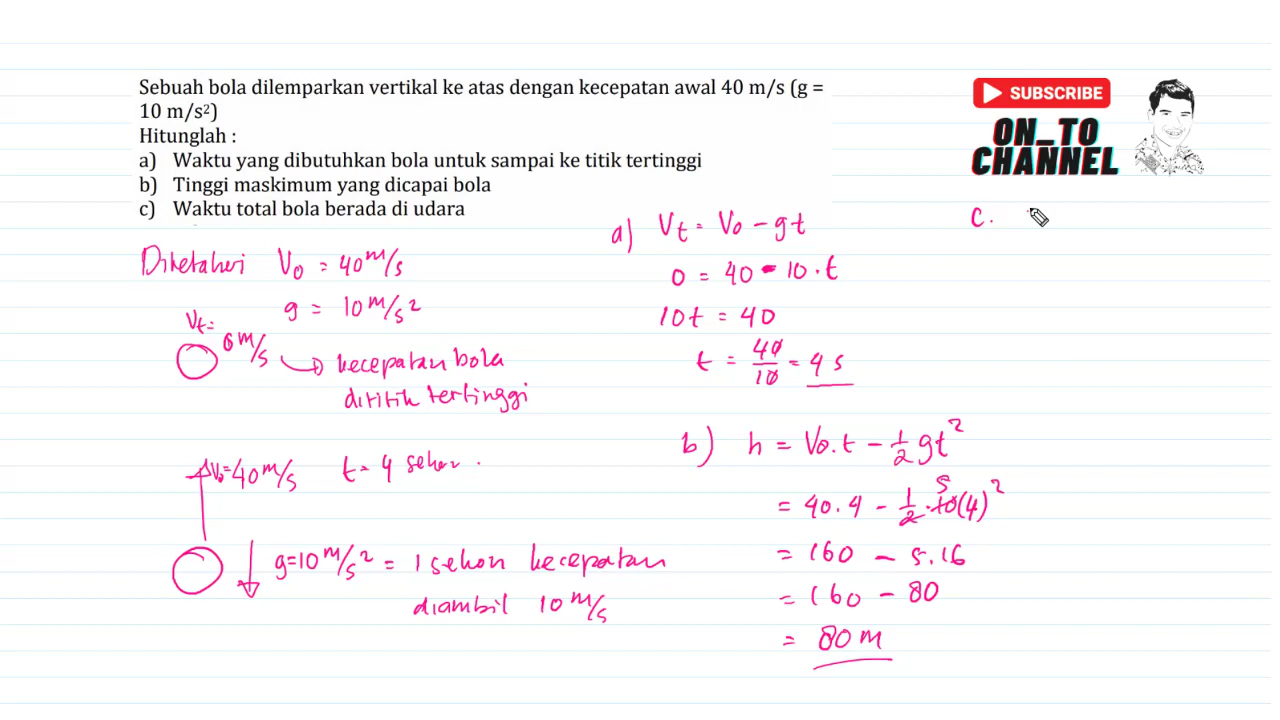 Sebuah bola dilemparkan vertikal ke atas dengan kecepatan awal 40 m/s (g =
10 m/s²)
Hitunglah :
a) Waktu yang dibutuhkan bola untuk sampai ke titik tertinggi
b) Tinggi maskimum yang dicapai bola
c) Waktu total bola berada di udara
SUBSCRIBE
ON_TO
CHANNEL
Diketahui V₀ = 40 m/s
g = 10 m/s²
Vt =
0 m/s
kecepatan bola
dititik tertinggi
V₀=40 m/s t = 4 sekon .
g=10 m/s² = 1 sekon kecepatan
diambil 10 m/s
a) Vt = V₀ - gt
0 = 40 - 10 . t
10t = 40
t = 40/10 = 4 s
b) h = V₀.t - 1/2 gt²
= 40.4 - 1/2 . 10 (4)²
5
= 160 - 5.16
= 160 - 80
= 80 m
c.